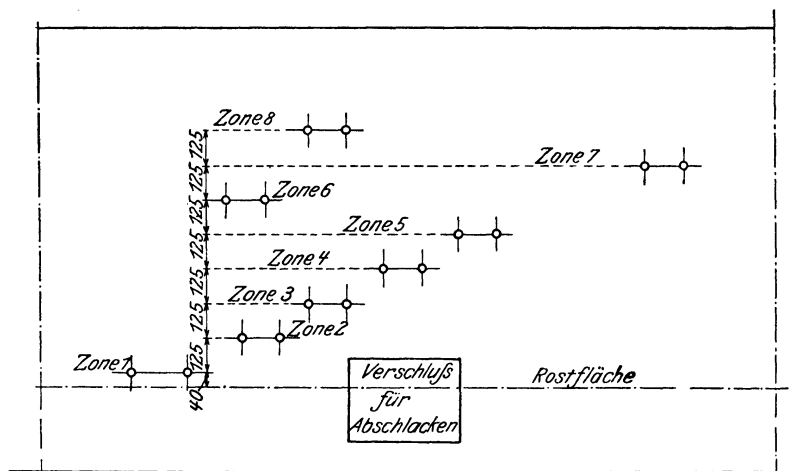 Zone 8
Zone 7
Zone 6
Zone 5
Zone 4
Zone 3
Zone 2
Zone 1
125
125
125
125
125
125
125
40
Verschluß
für
Abschlacken
Rostfläche